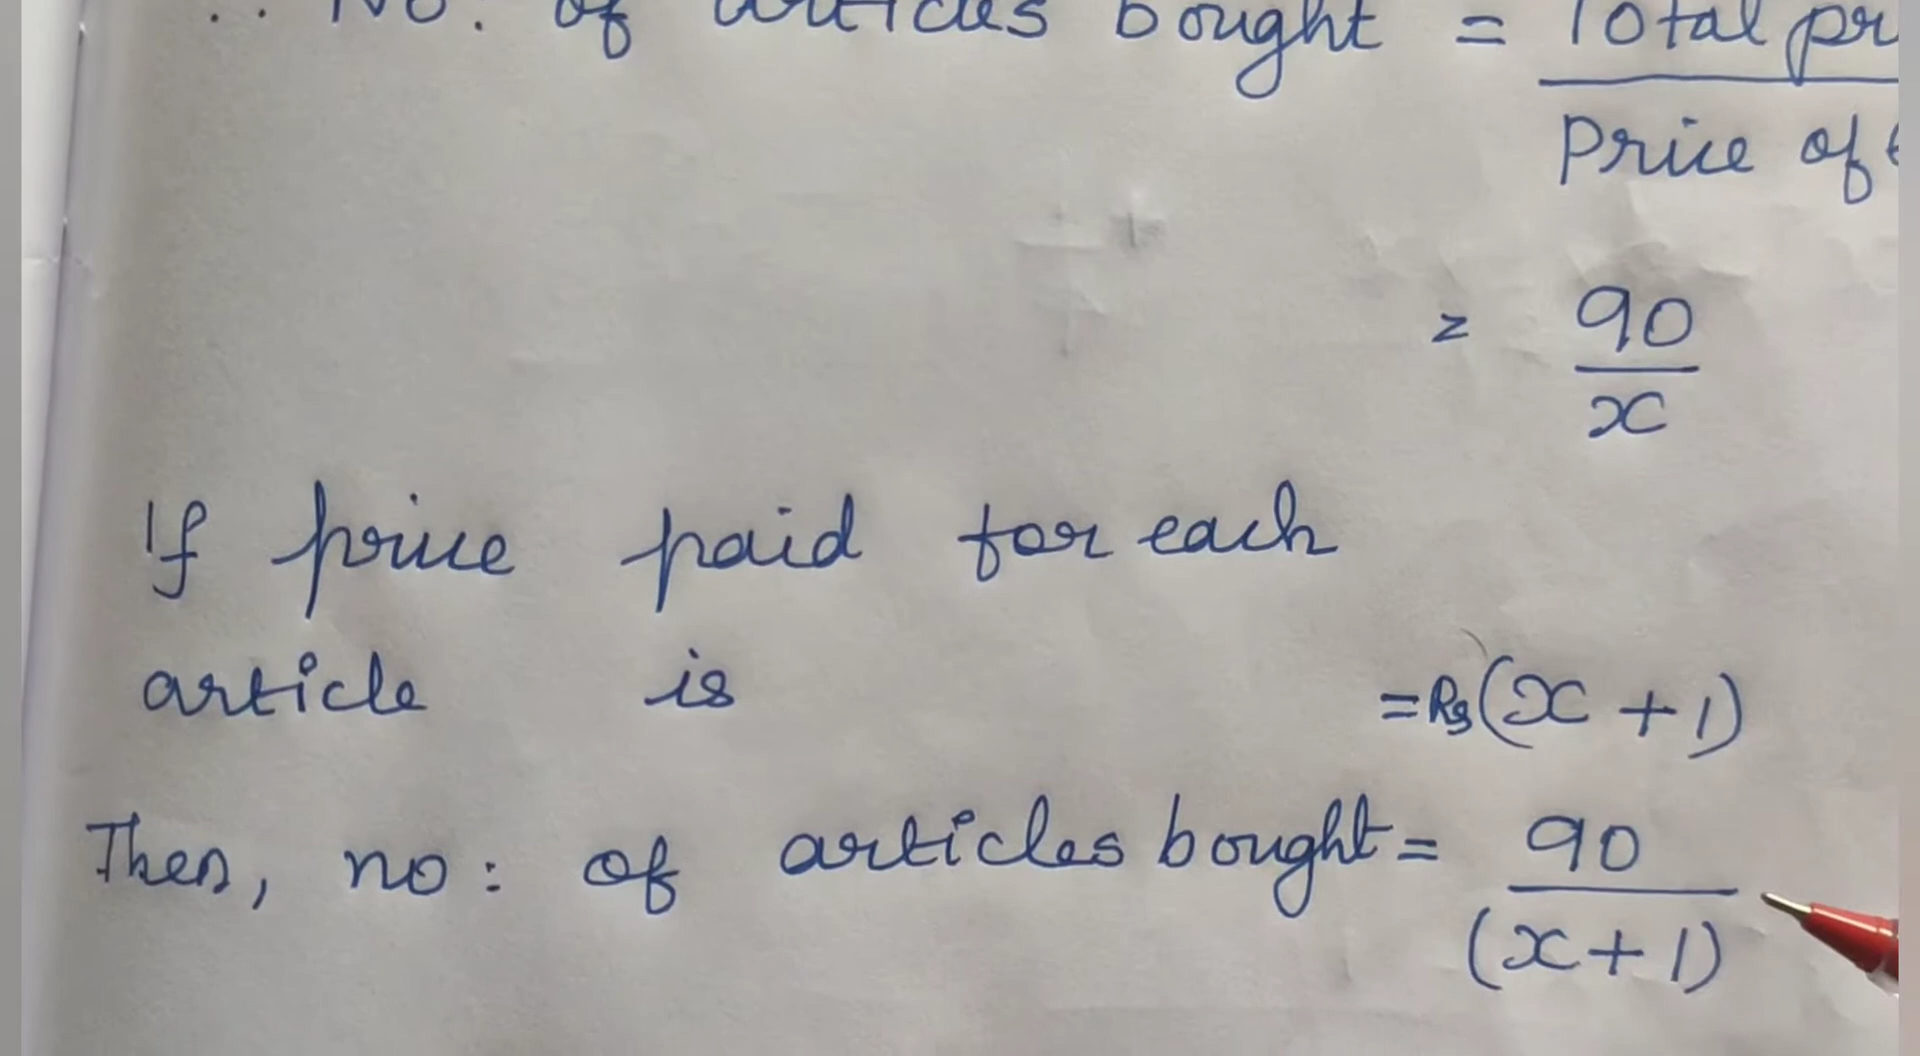 ∴ No. of articles bought = Total
Price of
= 90
x
If price paid for each
article is = Rs (x + 1)
Then, no: of articles bought = 90
(x + 1)